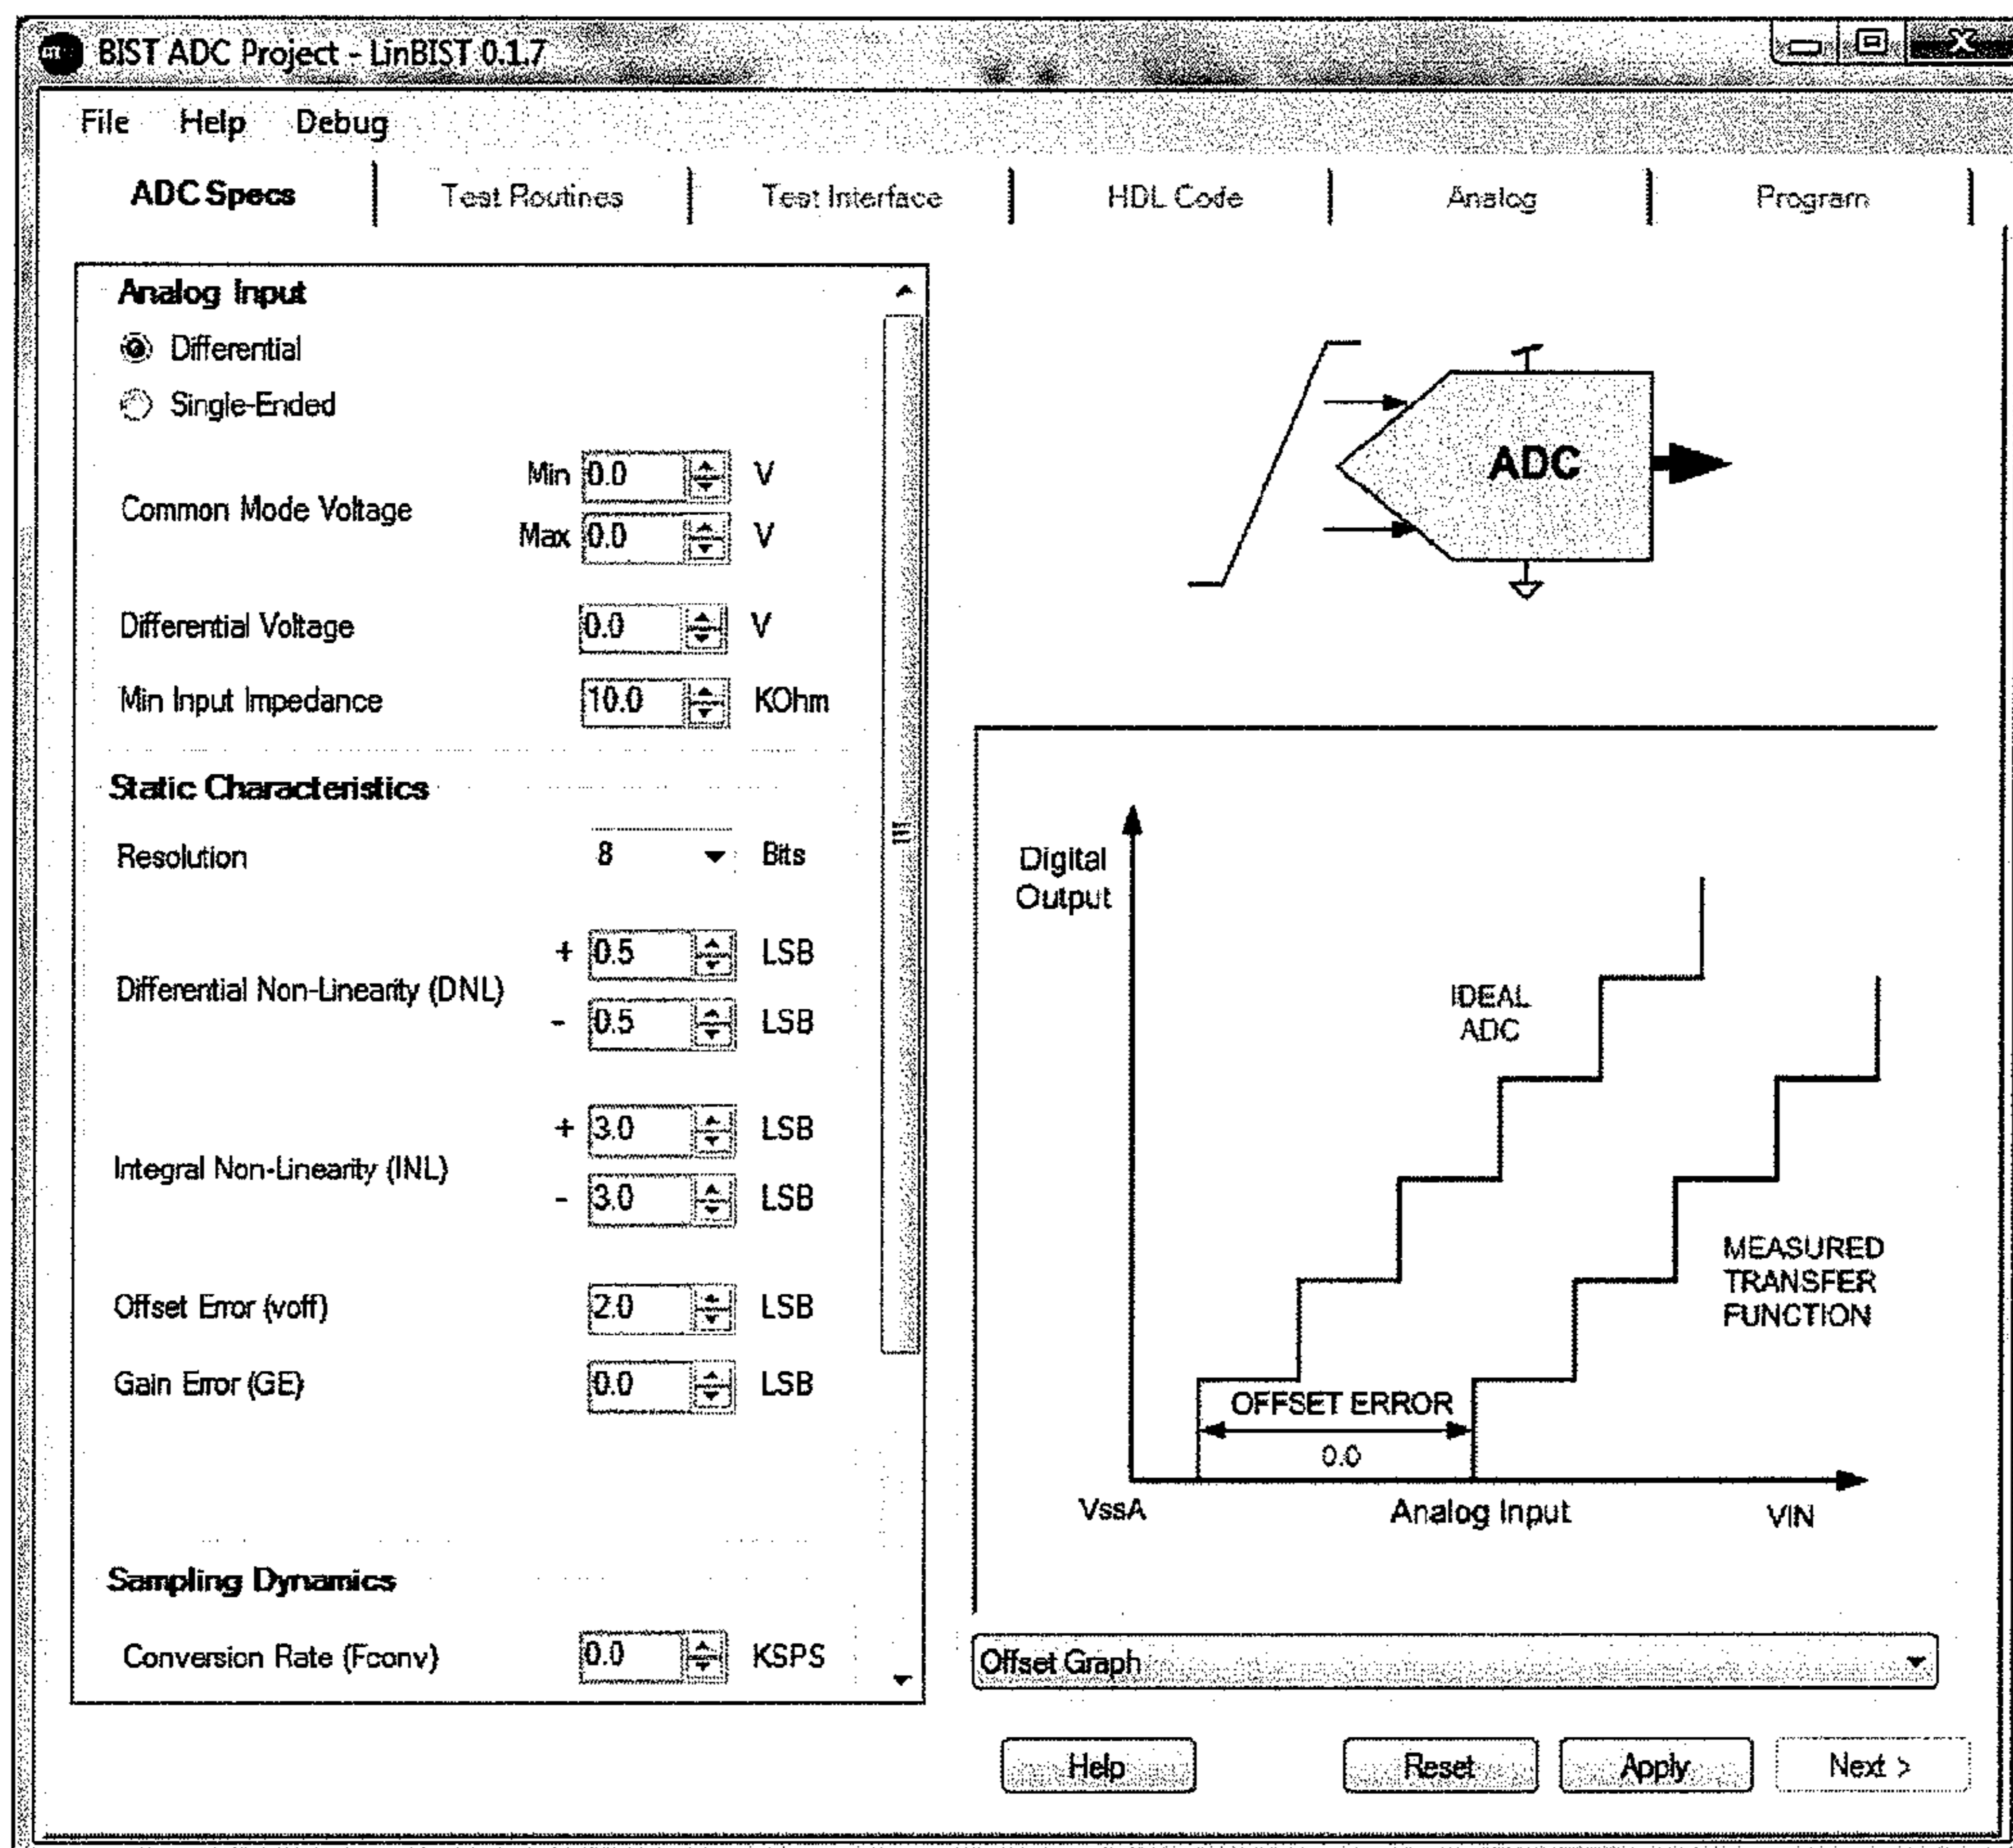 BIST ADC Project - LinBIST 0.1.7
File Help Debug
ADC Specs Test Routines Test Interface HDL Code Analog Program
Analog Input
Differential
Single-Ended
Common Mode Voltage
Min 0.0 V
Max 0.0 V
Differential Voltage 0.0 V
Min Input Impedance 10.0 KOhm
Static Characteristics
Resolution 8 Bits
Differential Non-Linearity (DNL)
+ 0.5 LSB
- 0.5 LSB
Integral Non-Linearity (INL)
+ 3.0 LSB
- 3.0 LSB
Offset Error (voff) 2.0 LSB
Gain Error (GE) 0.0 LSB
Sampling Dynamics
Conversion Rate (Fconv) 0.0 KSPS
ADC
Digital
Output
IDEAL
ADC
MEASURED
TRANSFER
FUNCTION
OFFSET ERROR
0.0
VssA Analog Input VIN
Offset Graph
Help Reset Apply Next >